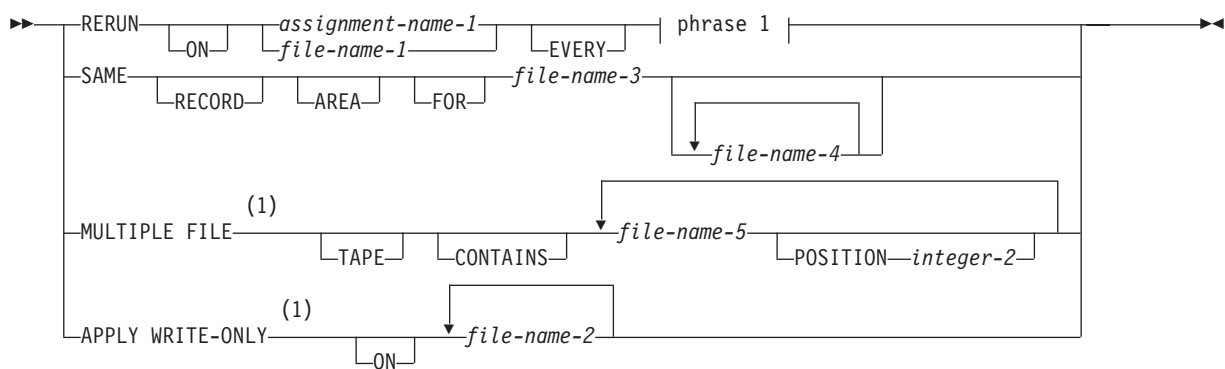 RERUN ON assignment-name-1 EVERY phrase 1
file-name-1
SAME RECORD AREA FOR file-name-3
file-name-4
MULTIPLE FILE (1) TAPE CONTAINS file-name-5 POSITION integer-2
APPLY WRITE-ONLY (1) ON file-name-2